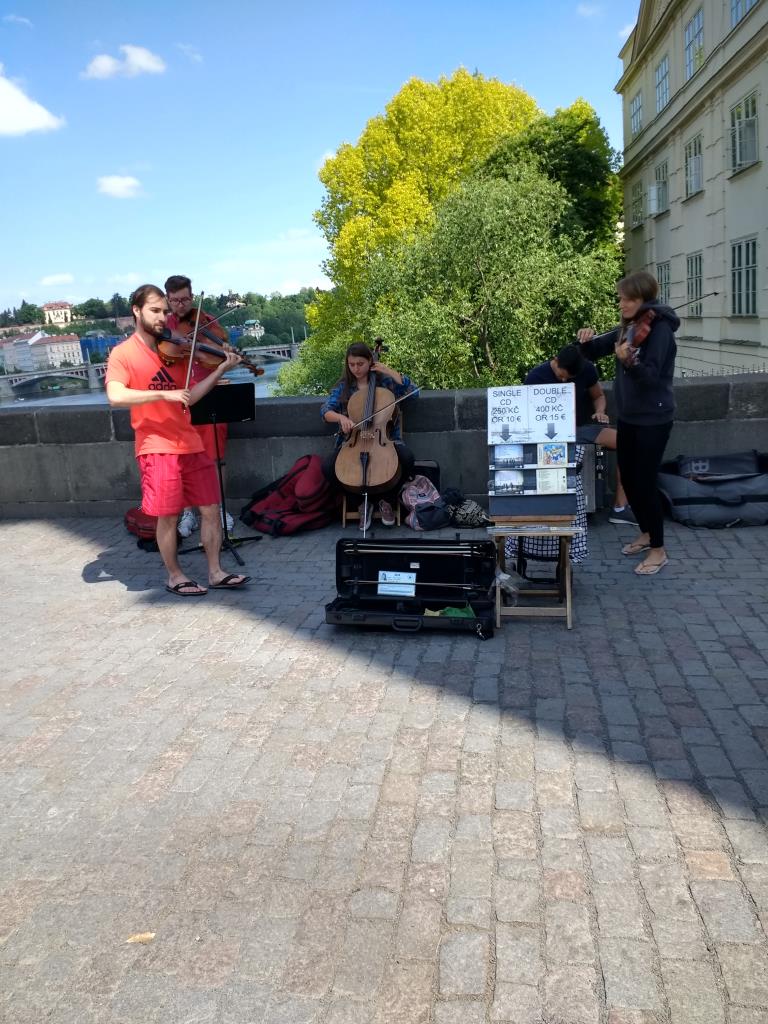 adidas
SINGLE
CD
250 KČ
OR 10 €
DOUBLE
CD
400 KČ
OR 15 €